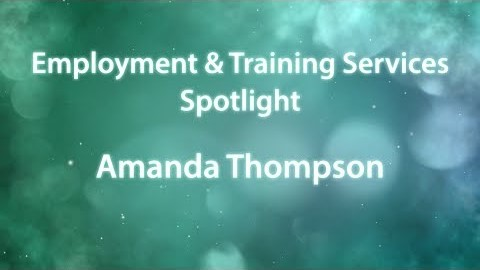 Employment & Training Services
Spotlight
Amanda Thompson